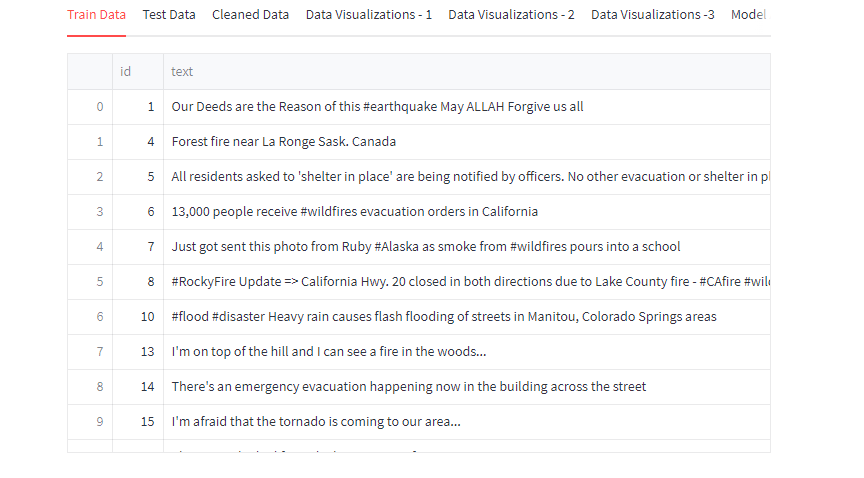 Train Data Test Data Cleaned Data Data Visualizations - 1 Data Visualizations - 2 Data Visualizations -3 Model
id text
0 1 Our Deeds are the Reason of this #earthquake May ALLAH Forgive us all
1 4 Forest fire near La Ronge Sask. Canada
2 5 All residents asked to 'shelter in place' are being notified by officers. No other evacuation or shelter in
3 6 13,000 people receive #wildfires evacuation orders in California
4 7 Just got sent this photo from Ruby #Alaska as smoke from #wildfires pours into a school
5 8 #RockyFire Update => California Hwy. 20 closed in both directions due to Lake County fire - #CAfire
6 10 #flood #disaster Heavy rain causes flash flooding of streets in Manitou, Colorado Springs areas
7 13 I'm on top of the hill and I can see a fire in the woods...
8 14 There's an emergency evacuation happening now in the building across the street
9 15 I'm afraid that the tornado is coming to our area...